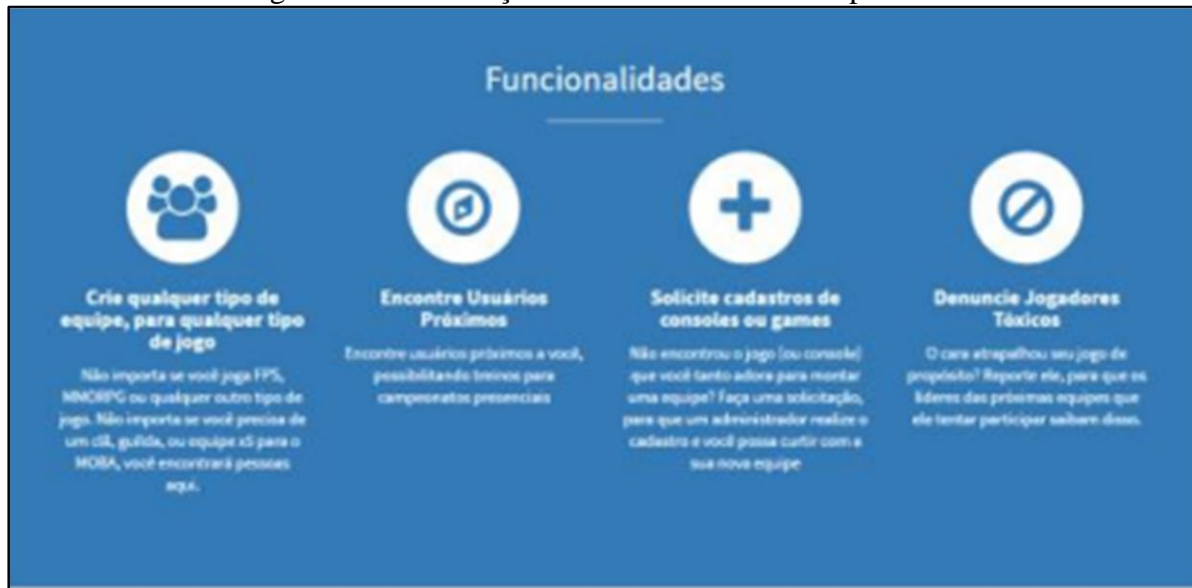 Funcionalidades
Crie qualquer tipo de
equipe, para qualquer tipo
de jogo
Não importa se você joga FPS,
MMORPG ou qualquer outro tipo de
jogo. Não importa se você precisa de
um clã, guilda, ou equipe x5 para o
MOBA, você encontrará pessoas
aqui.
Encontre Usuários
Próximos
Encontre usuários próximos a você,
possibilitando treinos para
campeonatos presenciais
Solicite cadastros de
consoles ou games
Não encontrou o jogo (ou console)
que você tanto adora para montar
uma equipe? Faça uma solicitação,
para que um administrador realize o
cadastro e você possa curtir com a
sua nova equipe
Denuncie Jogadores
Tóxicos
O cara atrapalhou seu jogo de
propósito? Reporte ele, para que os
líderes das próximas equipes que
ele tentar participar saibam disso.